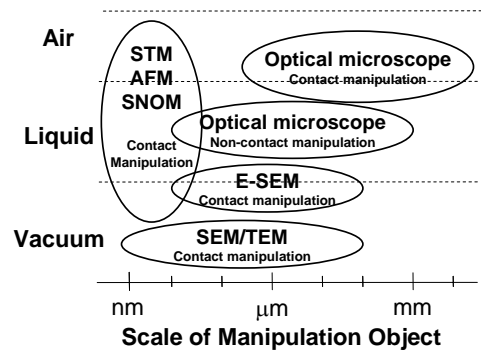 Air
STM
AFM
SNOM
Contact
Manipulation
Optical microscope
Contact manipulation
Liquid
Optical microscope
Non-contact manipulation
E-SEM
Contact manipulation
Vacuum
SEM/TEM
Contact manipulation
nm μm mm
Scale of Manipulation Object